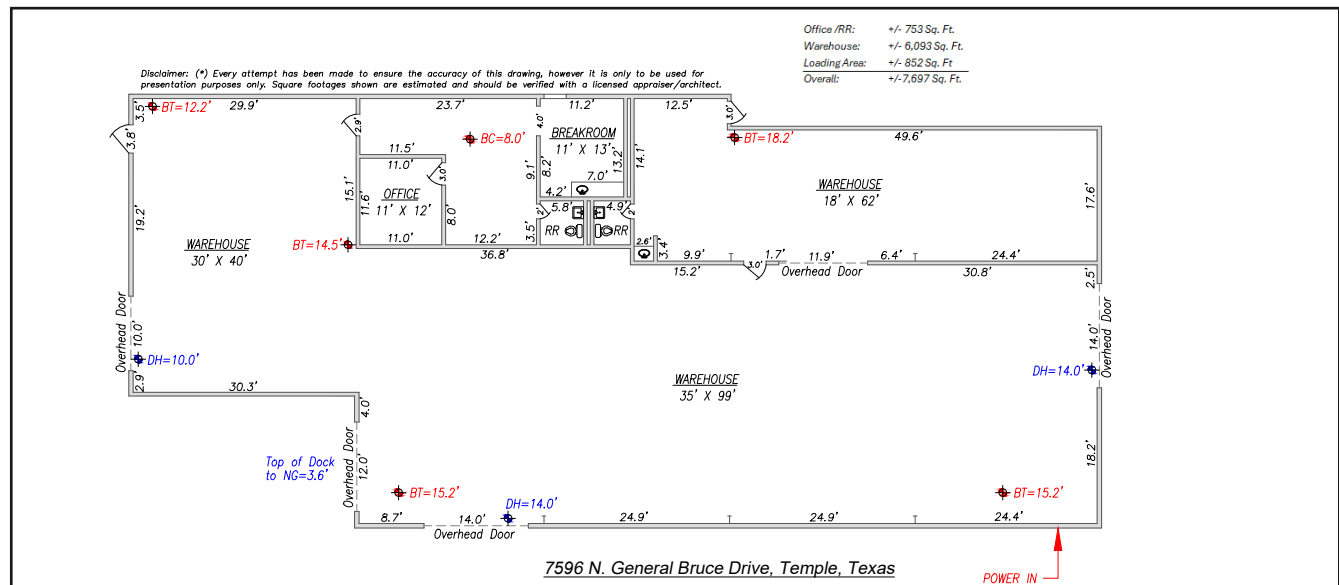 Office /RR: +/- 753 Sq. Ft.
Warehouse: +/- 6,093 Sq. Ft.
Loading Area: +/- 852 Sq. Ft
Overall: +/-7,697 Sq. Ft.
Disclaimer: (*) Every attempt has been made to ensure the accuracy of this drawing, however it is only to be used for
presentation purposes only. Square footages shown are estimated and should be verified with a licensed appraiser/architect.
3.5'
BT=12.2'
29.9'
23.7'
11.2'
12.5'
3.0'
3.8'
2.9'
4.0'
BC=8.0'
BREAKROOM
11' X 13'
BT=18.2'
49.6'
11.5'
11.0'
3.0'
9.1'
8.2'
13.2'
14.1'
15.1'
11.6'
OFFICE
11' X 12'
8.0'
7.0'
4.2'
WAREHOUSE
18' X 62'
17.6'
19.2'
5.8'
4.9'
2'
2'
3.5'
RR
RR
WAREHOUSE
30' X 40'
BT=14.5'
11.0'
12.2'
36.8'
2.6'
3.4'
9.9'
3.0'
1.7'
11.9'
6.4'
24.4'
15.2'
Overhead Door
30.8'
2.5'
Overhead Door
10.0'
DH=10.0'
2.9'
30.3'
4.0'
WAREHOUSE
35' X 99'
14.0'
Overhead Door
DH=14.0'
Top of Dock
to NG=3.6'
Overhead Door
12.0'
18.2'
BT=15.2'
DH=14.0'
BT=15.2'
8.7'
14.0'
24.9'
24.9'
24.4'
Overhead Door
7596 N. General Bruce Drive, Temple, Texas
POWER IN